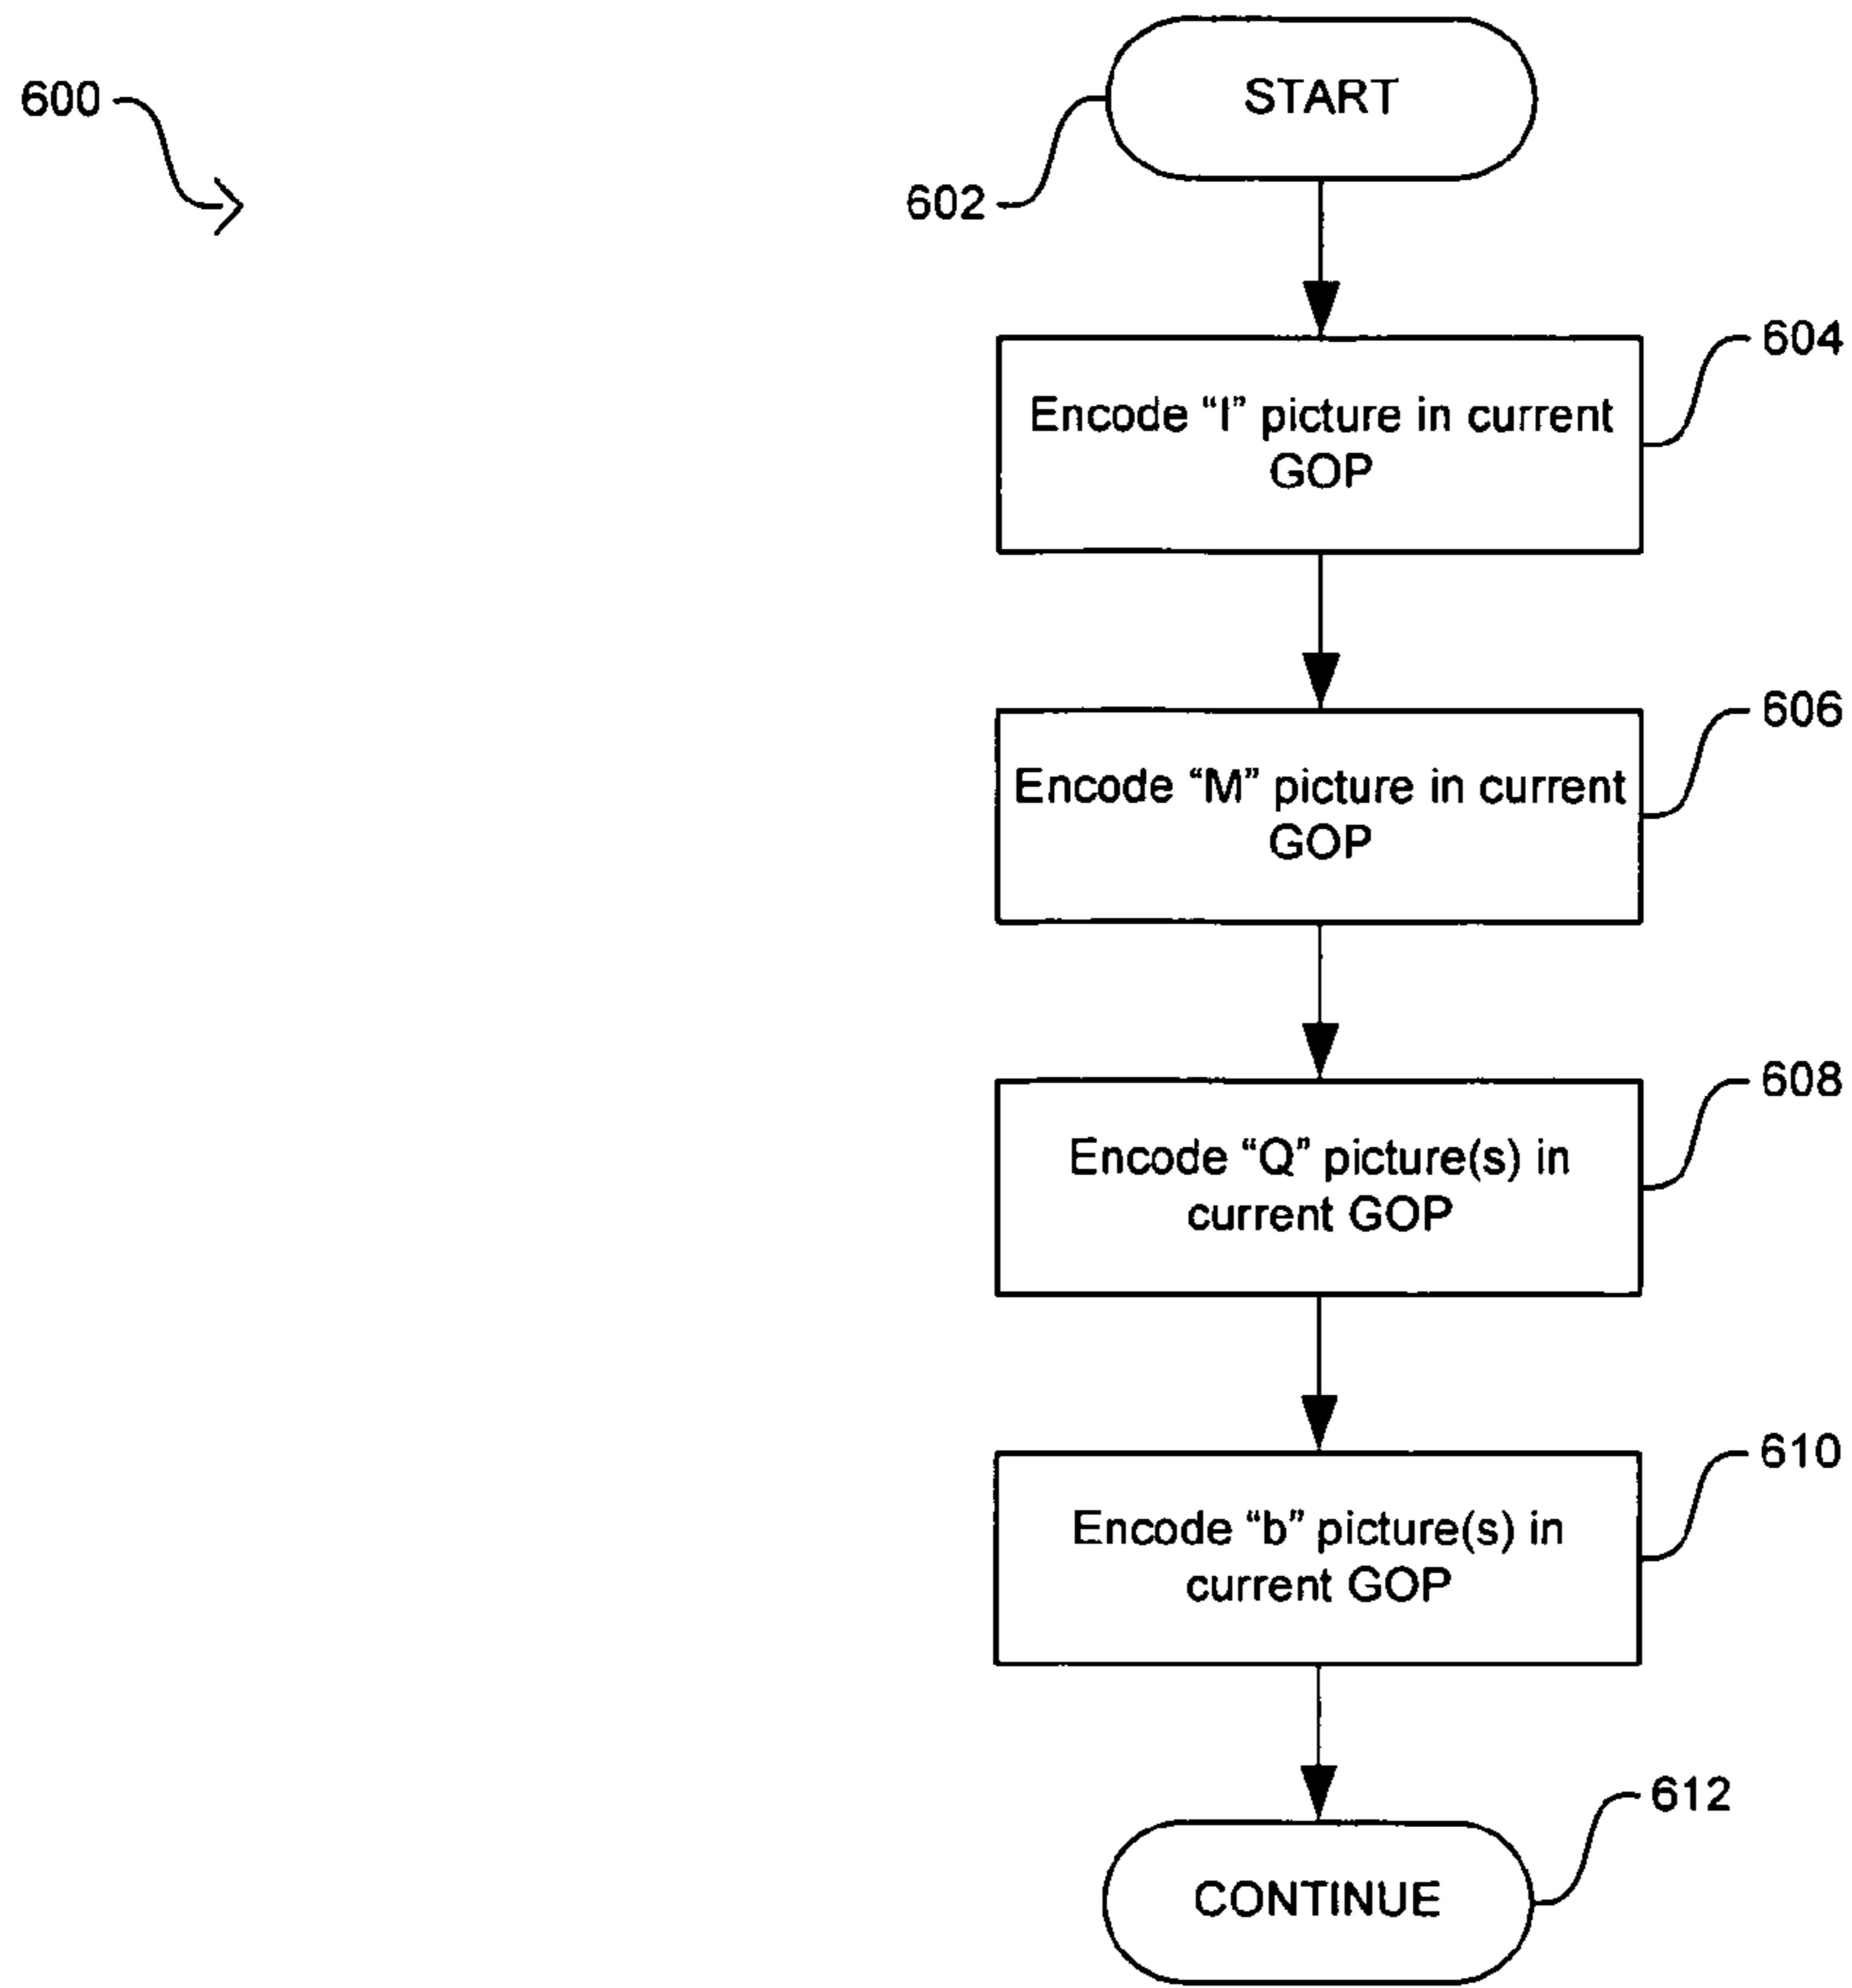 600
START
602
604
Encode “I” picture in current
GOP
606
Encode “M” picture in current
GOP
608
Encode “Q” picture(s) in
current GOP
610
Encode “b” picture(s) in
current GOP
612
CONTINUE